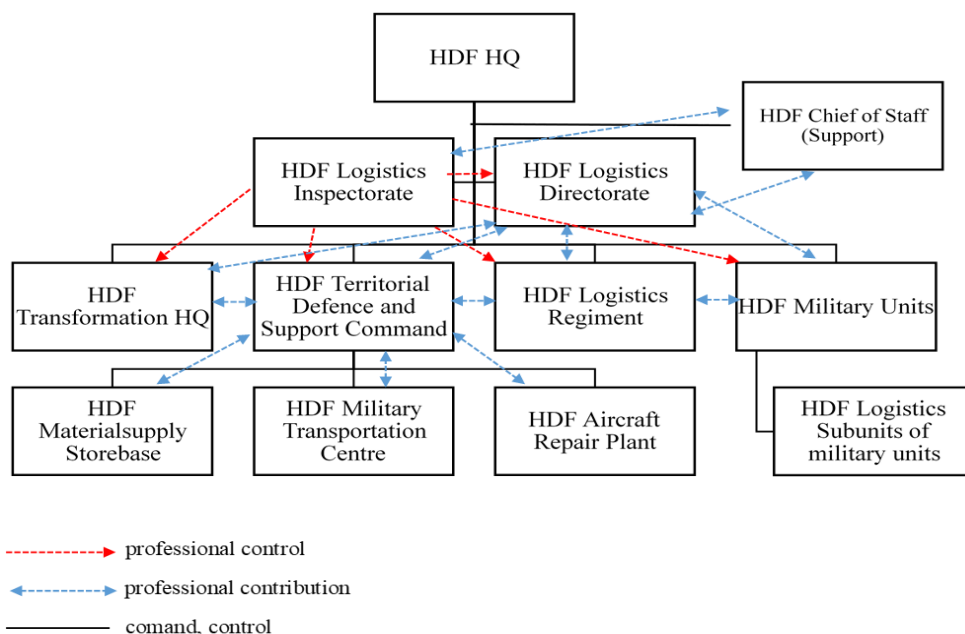 HDF HQ
HDF Chief of Staff
(Support)
HDF Logistics
Inspectorate
HDF Logistics
Directorate
HDF
Transformation HQ
HDF Territorial
Defence and
Support Command
HDF Logistics
Regiment
HDF Military Units
HDF
Materialsupply
Storebase
HDF Military
Transportation
Centre
HDF Aircraft
Repair Plant
HDF Logistics
Subunits of
military units
professional control
professional contribution
comand, control